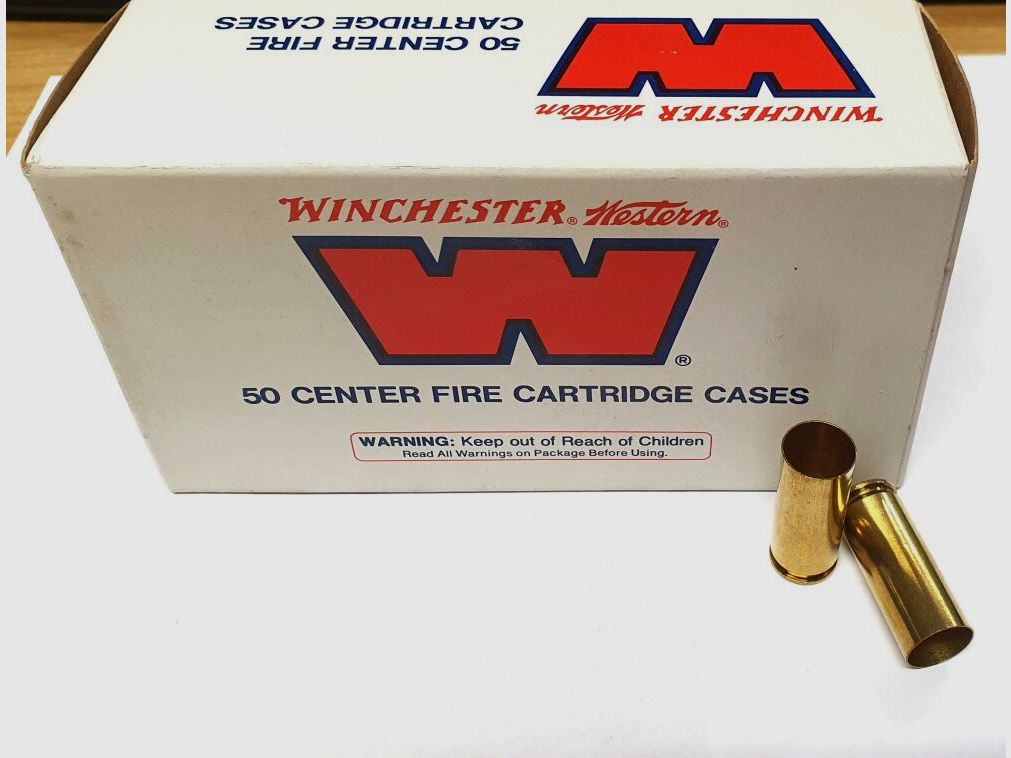 50 CENTER FIRE
CARTRIDGE CASES
W
WINCHESTER Western
WINCHESTER® Western®
W®
50 CENTER FIRE CARTRIDGE CASES
WARNING: Keep out of Reach of Children
Read All Warnings on Package Before Using.